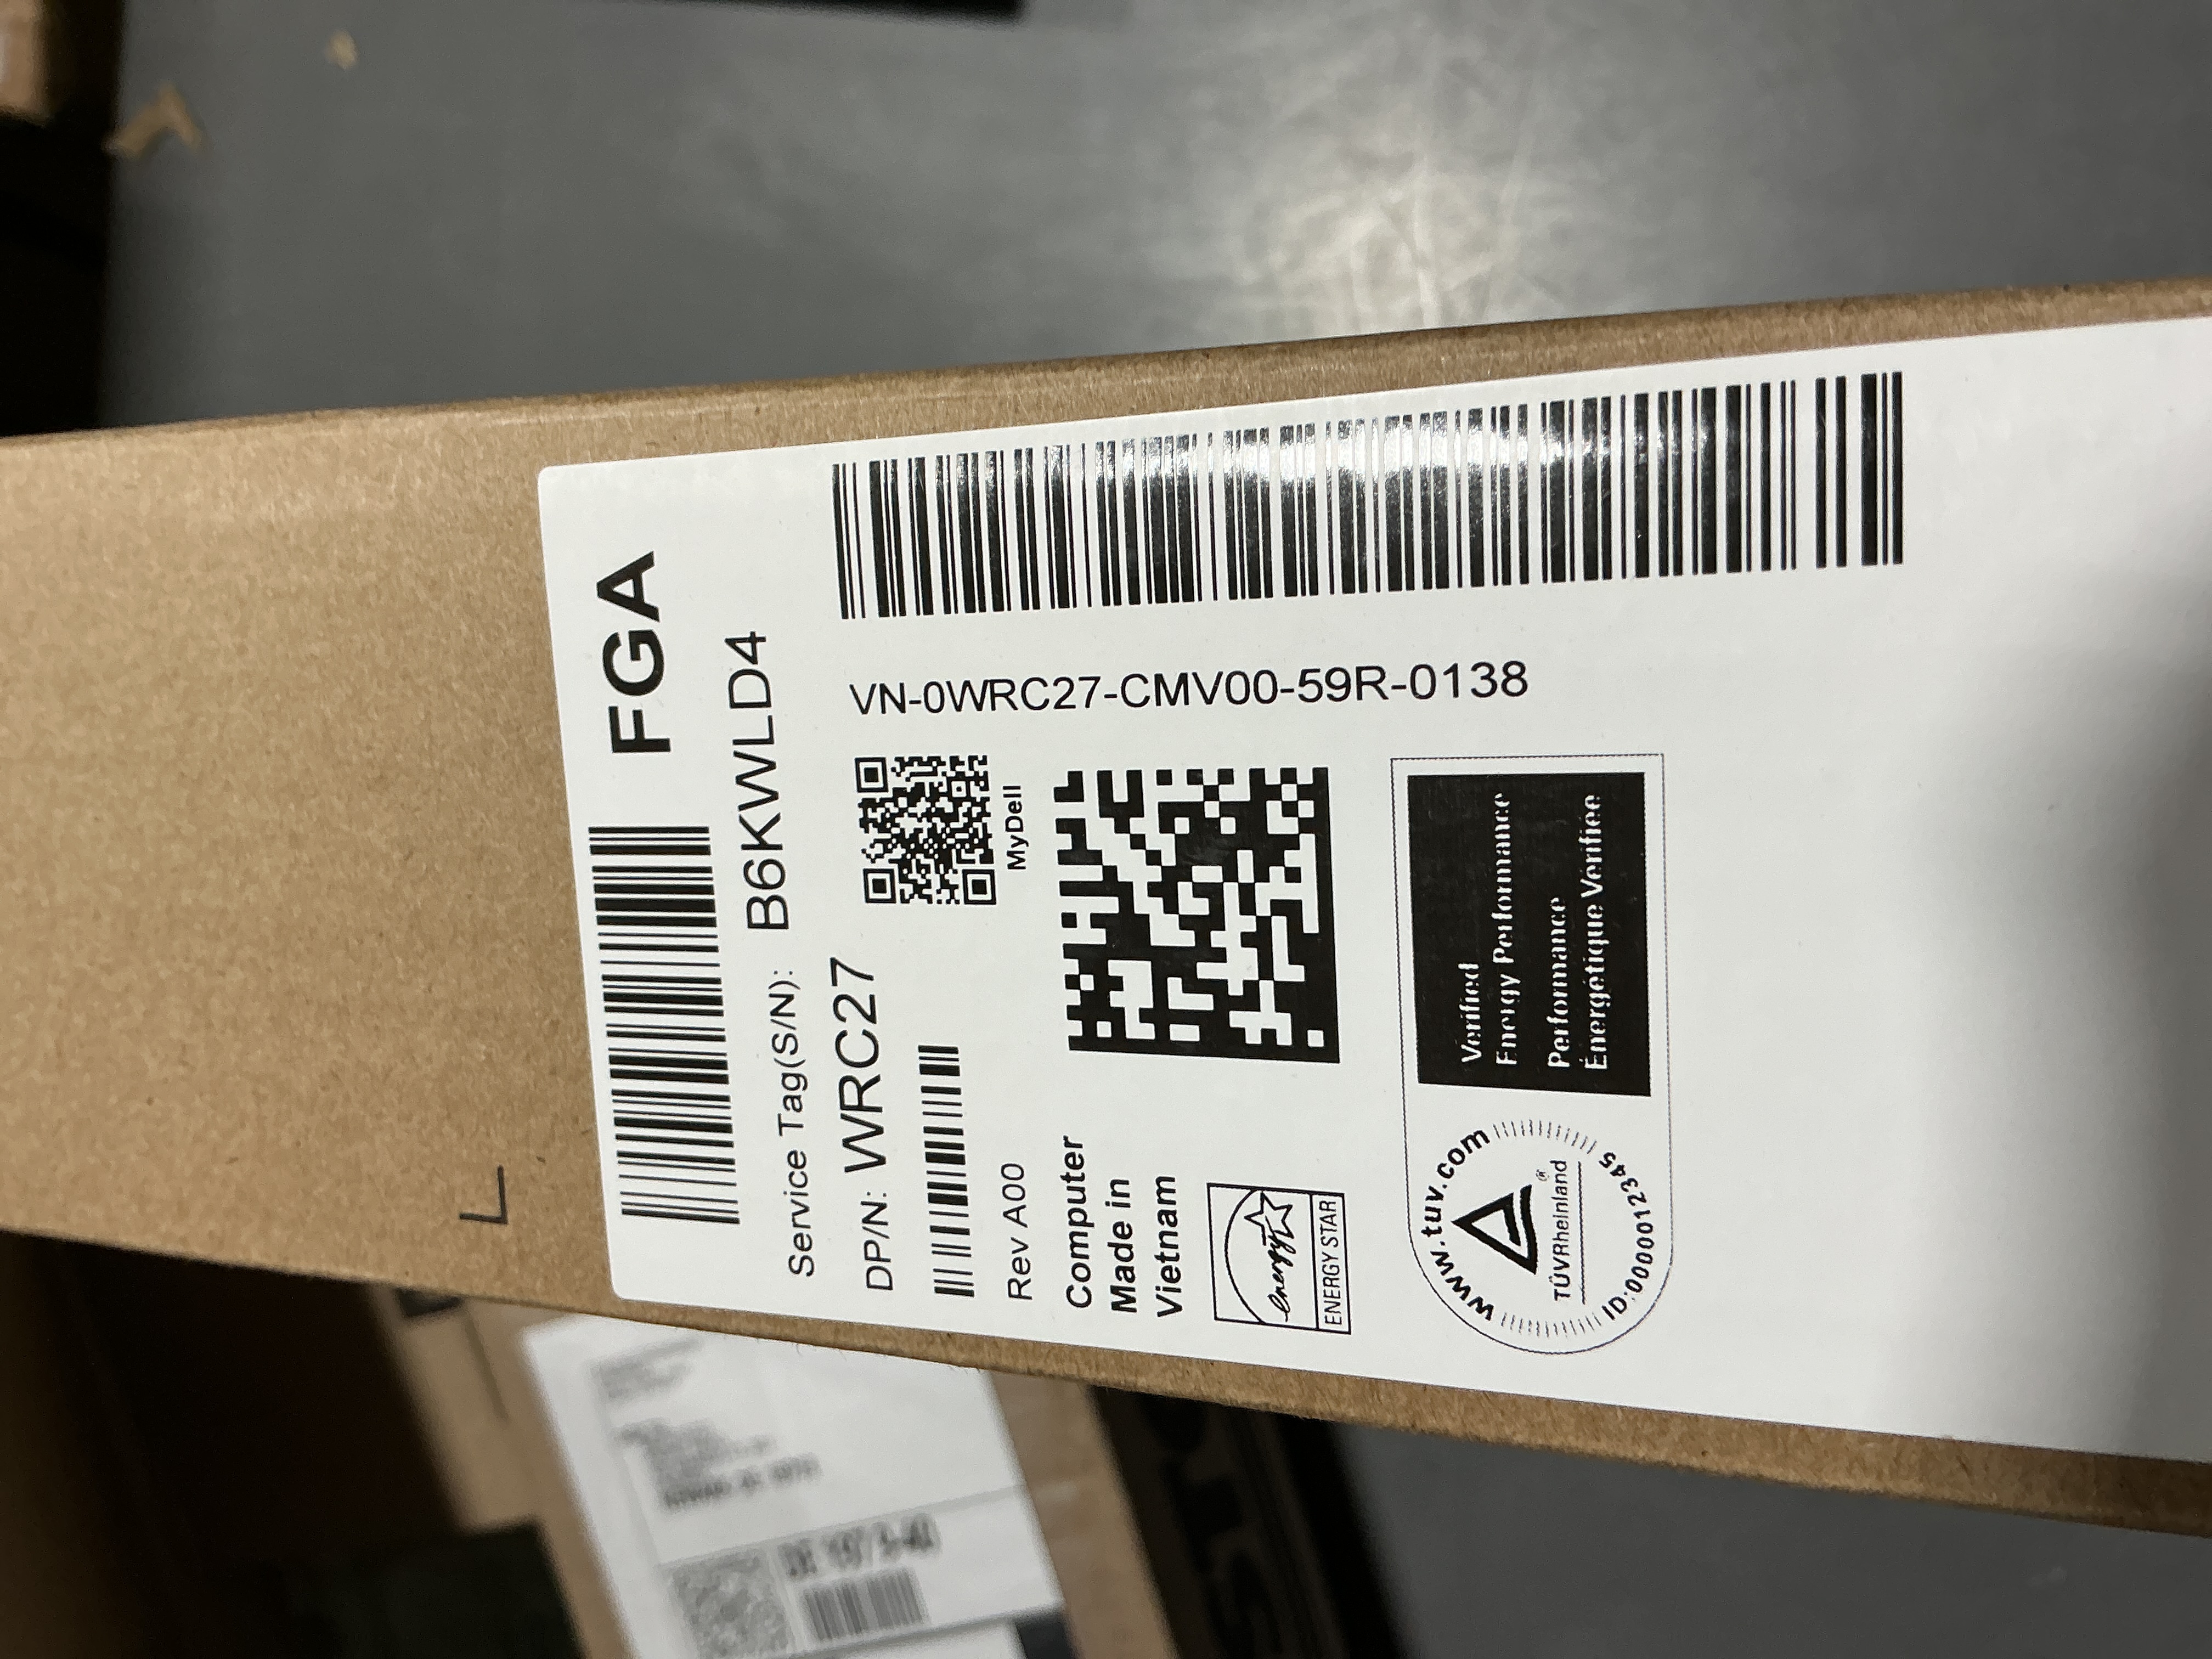 L
FGA
Service Tag(S/N): B6KWLD4
DP/N: WRC27
Rev A00
MyDell
VN-0WRC27-CMV00-59R-0138
Computer
Made in
Vietnam
energy
ENERGY STAR
www.tuv.com
TÜVRheinland®
ID:0000012345
Verified
Energy Performance
Performance
Énergétique Vérifiée